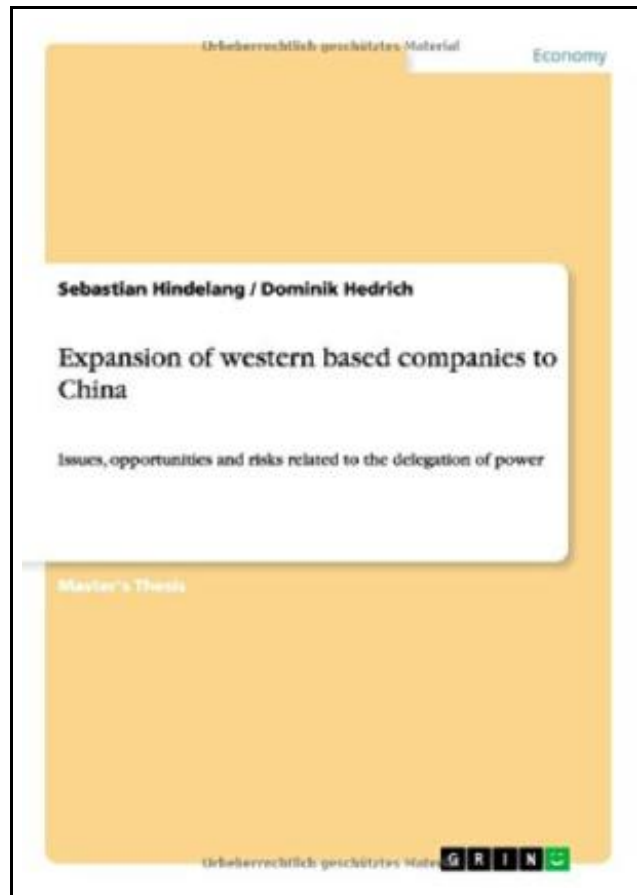 Urheberrechtlich geschütztes Material
Economy
Sebastian Hindelang / Dominik Hedrich
Expansion of western based companies to
China
Issues, opportunities and risks related to the delegation of power
Master's Thesis
Urheberrechtlich geschütztes Mate
GRIN